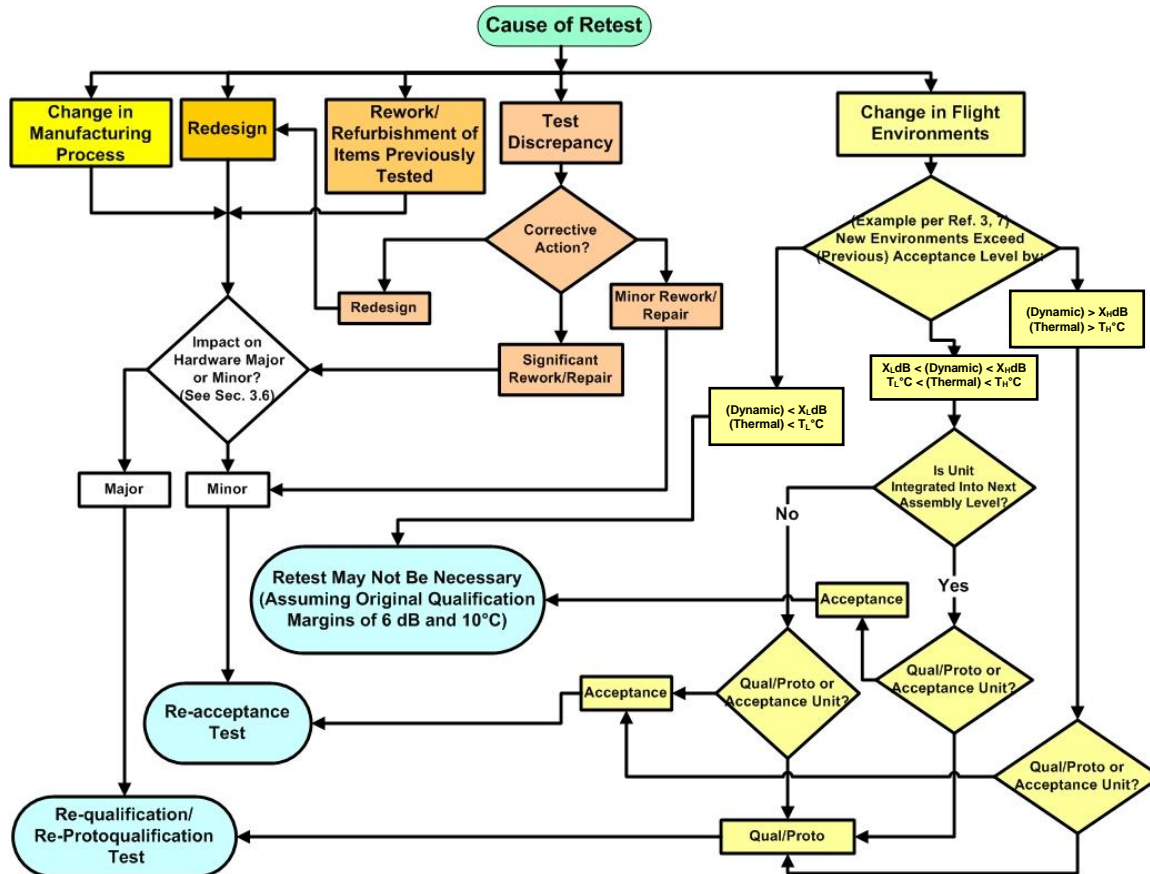 Cause of Retest
Change in
Manufacturing
Process
Redesign
Rework/
Refurbishment of
Items Previously
Tested
Test
Discrepancy
Change in Flight
Environments
Corrective
Action?
(Example per Ref. 3, 7)
New Environments Exceed
(Previous) Acceptance Level by:
Redesign
Minor Rework/
Repair
(Dynamic) > XHdB
(Thermal) > TH°C
Impact on
Hardware Major
or Minor?
(See Sec. 3.6)
Significant
Rework/Repair
XLdB < (Dynamic) < XHdB
TL°C < (Thermal) < TH°C
(Dynamic) < XLdB
(Thermal) < TL°C
Major
Minor
Is Unit
Integrated Into Next
Assembly Level?
No
Yes
Retest May Not Be Necessary
(Assuming Original Qualification
Margins of 6 dB and 10°C)
Acceptance
Qual/Proto or
Acceptance Unit?
Qual/Proto or
Acceptance Unit?
Acceptance
Re-acceptance
Test
Qual/Proto or
Acceptance Unit?
Re-qualification/
Re-Protoqualification
Test
Qual/Proto